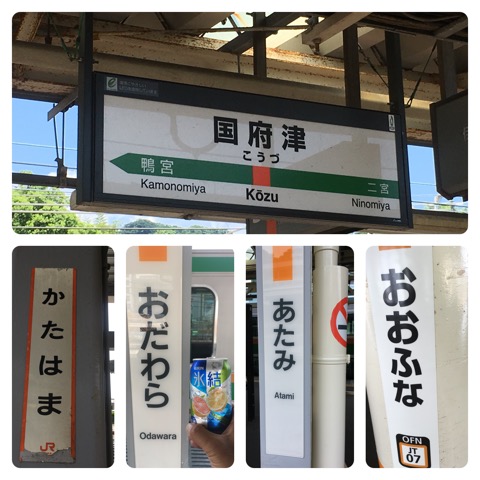 国府津
こうづ
鴨宮
Kamonomiya
Kōzu
二宮
Ninomiya
かたはま
JR
おだわら
Odawara
氷結
あたみ
Atami
おおふな
OFN
JT
07